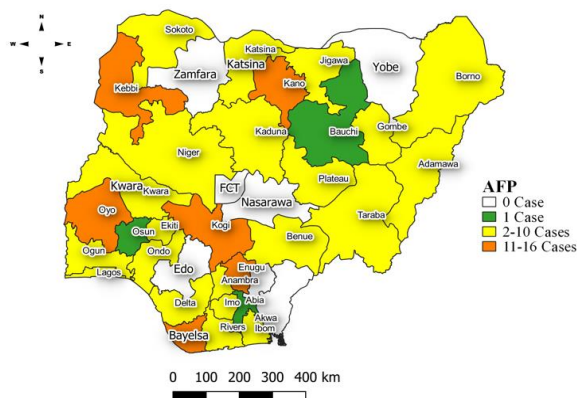 N
W E
S
Sokoto
Katsina
Katsina
Zamfara
Jigawa
Yobe
Kebbi
Kano
Borno
Kaduna
Bauchi
Gombe
Niger
Adamawa
Plateau
Kwara
Kwara
FCT
Nasarawa
Taraba
Oyo
Kogi
Osun
Ekiti
Benue
Ogun
Ondo
Edo
Lagos
Enugu
Anambra
Delta
Imo
Abia
Akwa
Ibom
Rivers
Bayelsa
AFP
0 Case
1 Case
2-10 Cases
11-16 Cases
0 100 200 300 400 km